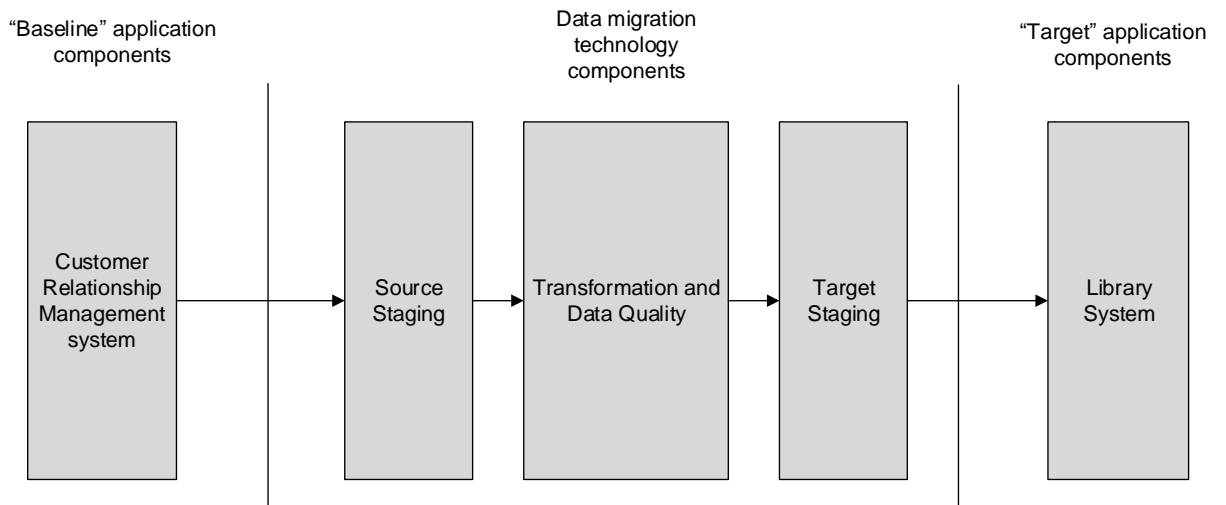 “Baseline” application
components
Data migration
technology
components
“Target” application
components
Customer
Relationship
Management
system
Source
Staging
Transformation and
Data Quality
Target
Staging
Library
System